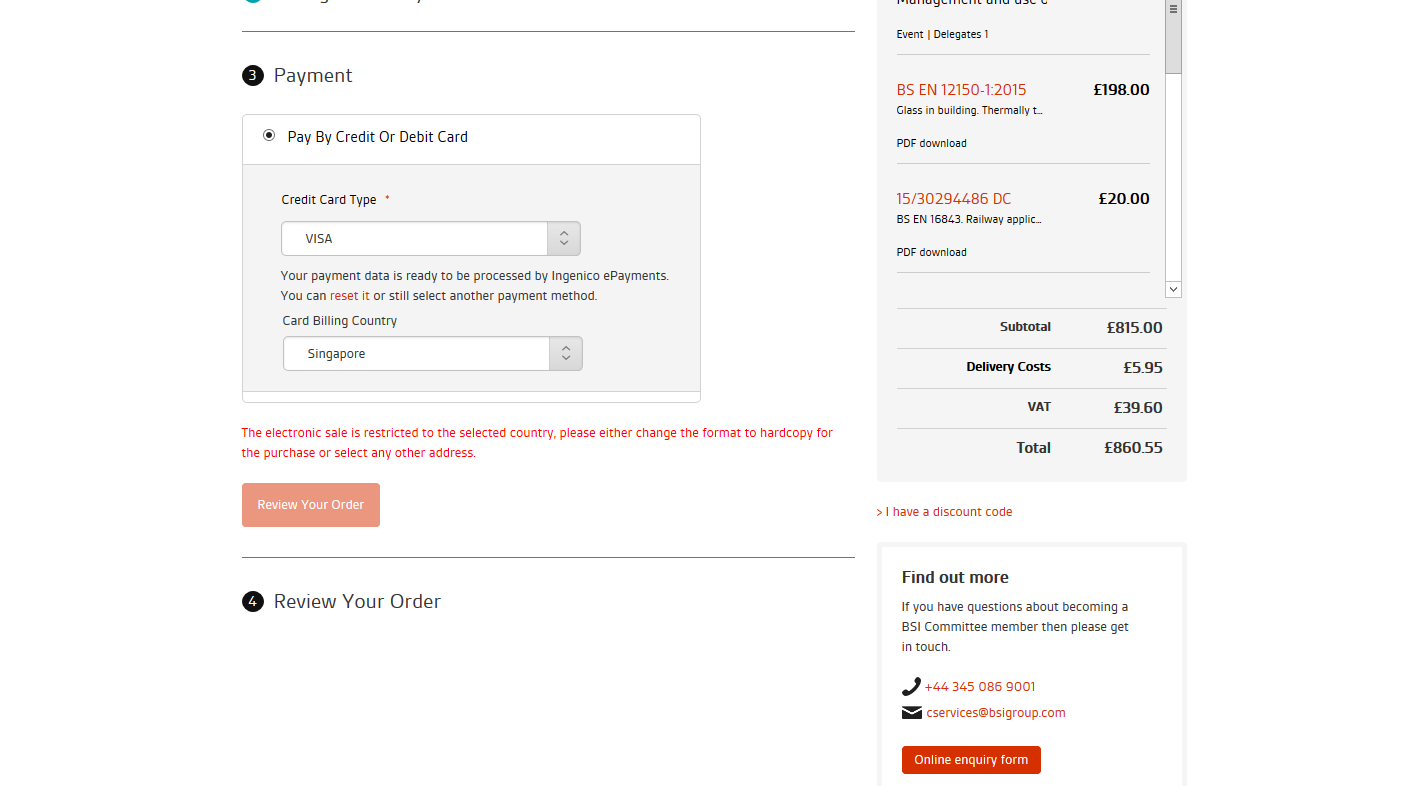 3 Payment
Pay By Credit Or Debit Card
Credit Card Type *
VISA
Your payment data is ready to be processed by Ingenico ePayments.
You can reset it or still select another payment method.
Card Billing Country
Singapore
The electronic sale is restricted to the selected country, please either change the format to hardcopy for
the purchase or select any other address.
Review Your Order
4 Review Your Order
Event | Delegates 1
BS EN 12150-1:2015 £198.00
Glass in building. Thermally t...
PDF download
15/30294486 DC £20.00
BS EN 16843. Railway applic...
PDF download
Subtotal £815.00
Delivery Costs £5.95
VAT £39.60
Total £860.55
> I have a discount code
Find out more
If you have questions about becoming a
BSI Committee member then please get
in touch.
+44 345 086 9001
cservices@bsigroup.com
Online enquiry form